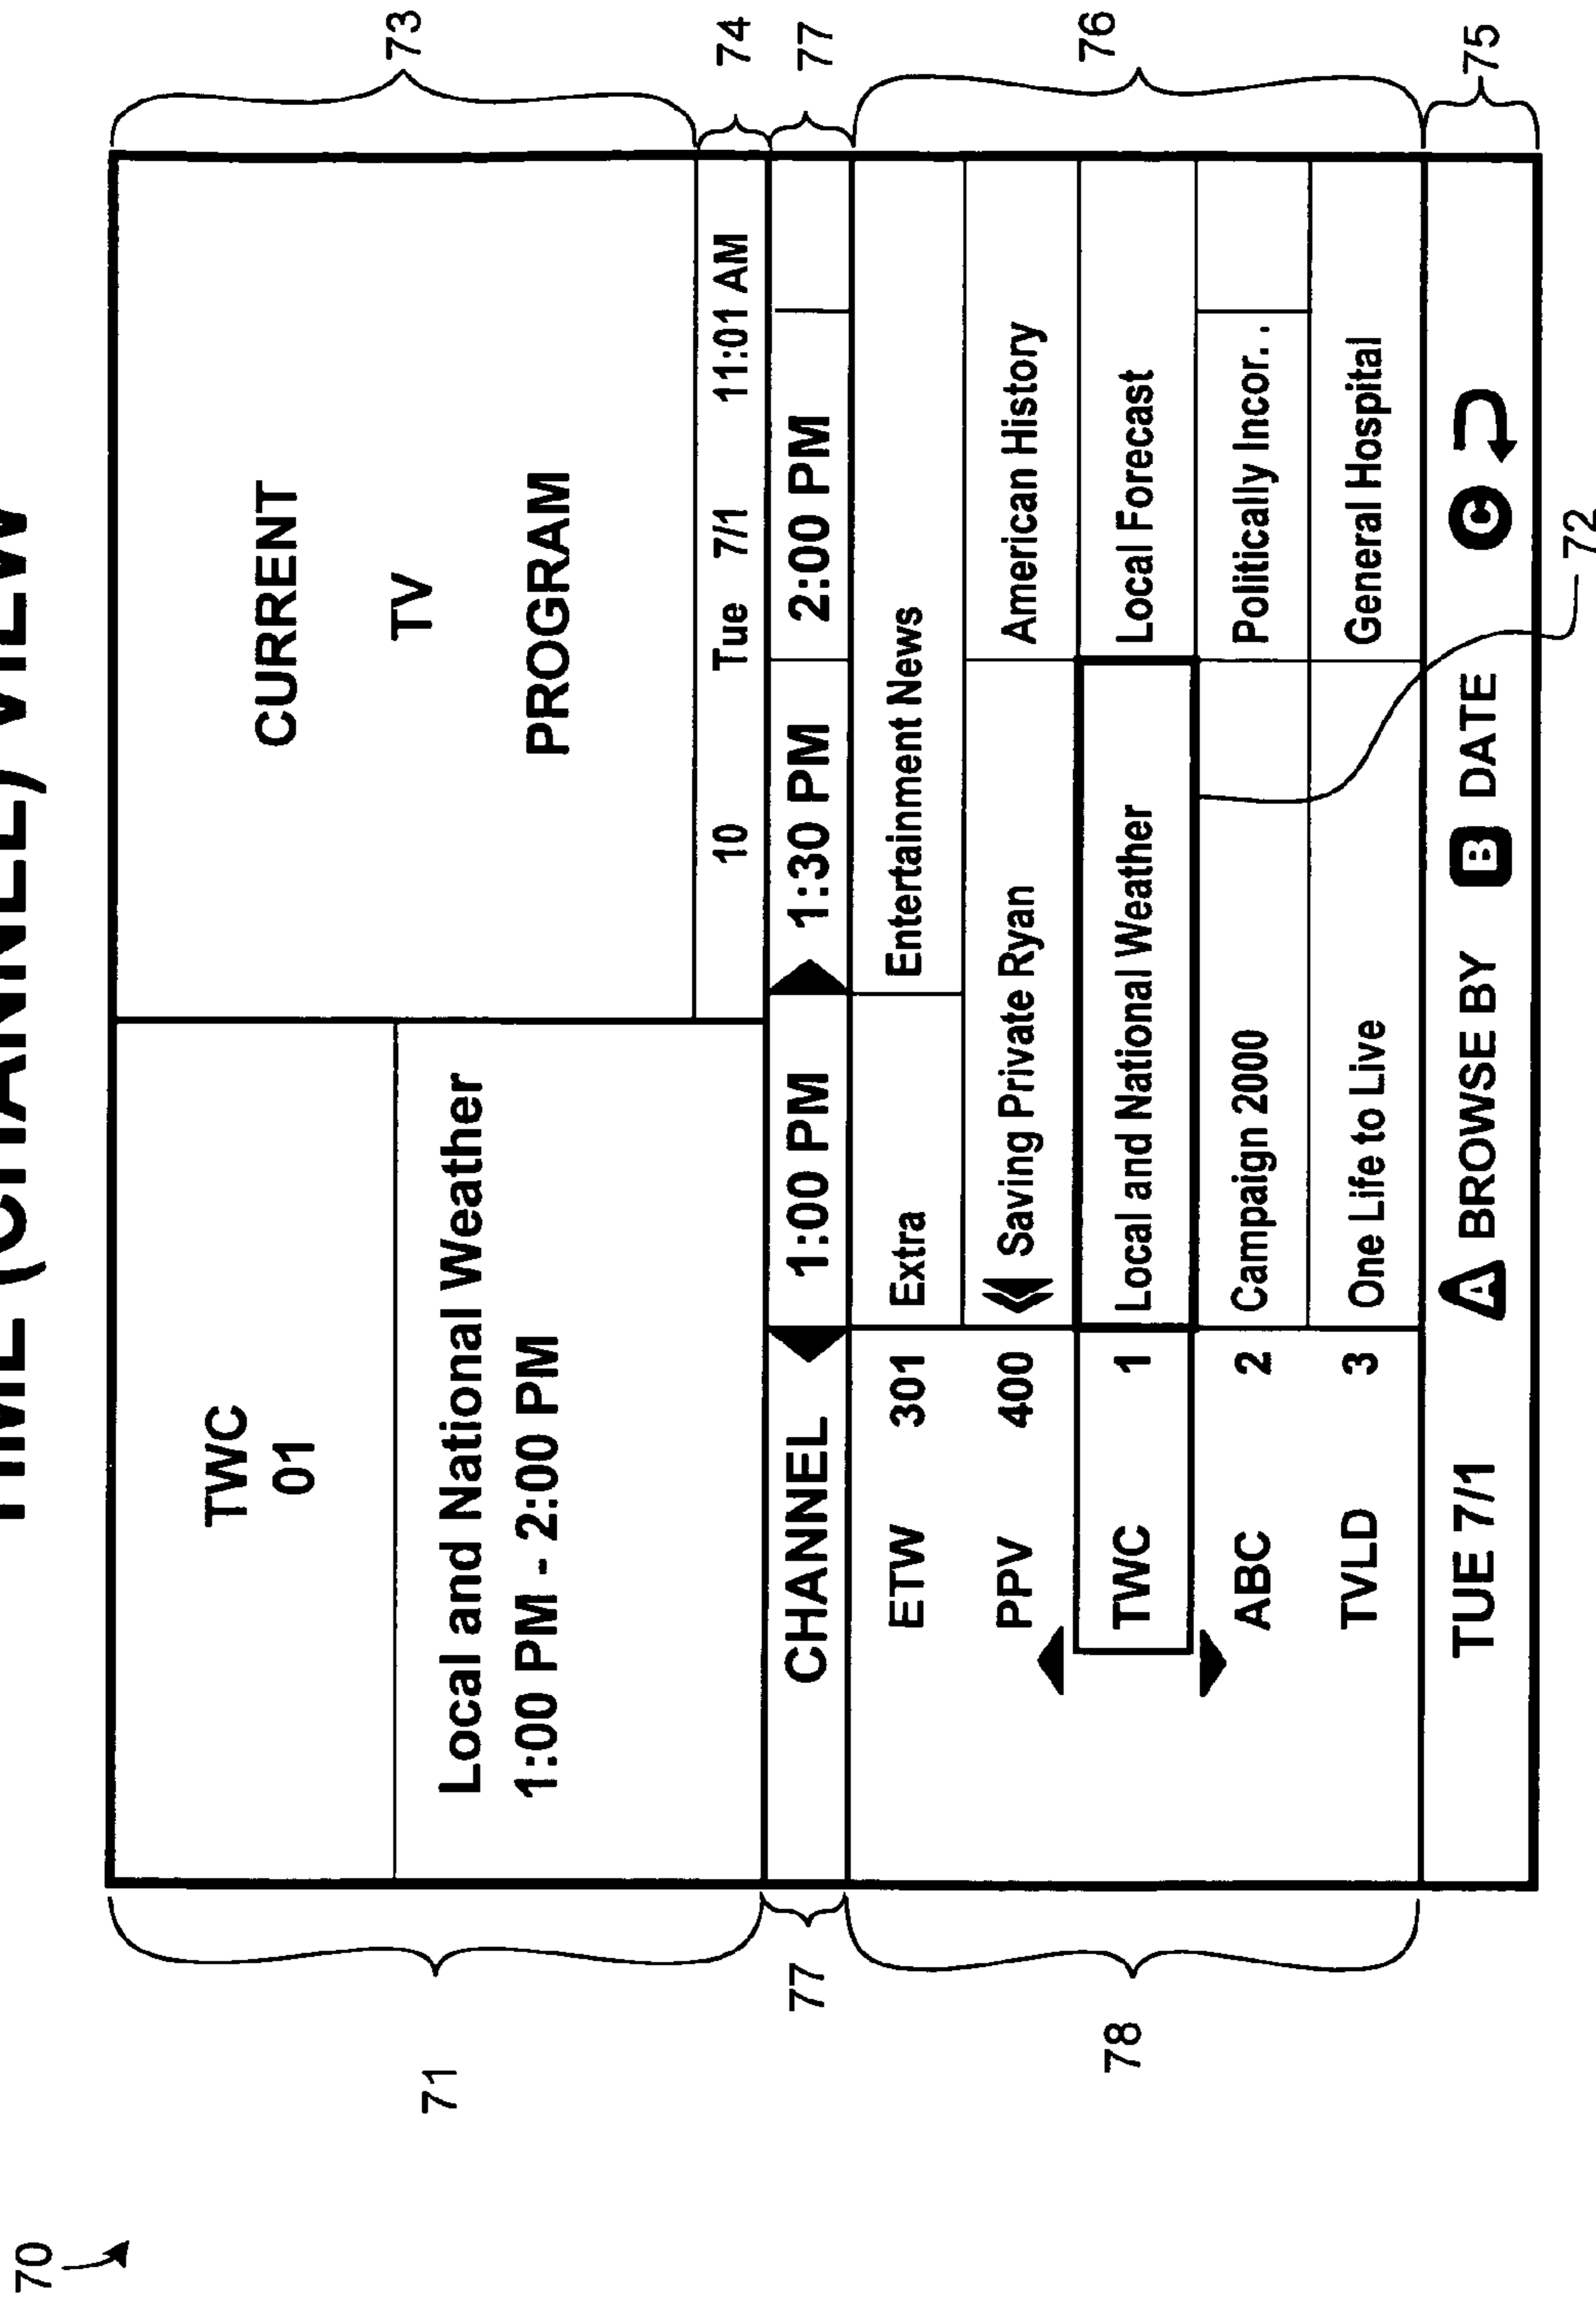 TIME (CHANNEL) VIEW
70
71
TWC
01
Local and National Weather
1:00 PM - 2:00 PM
CURRENT
TV
PROGRAM
73
10 Tue 7/1 11:01 AM
74
77
CHANNEL 1:00 PM 1:30 PM 2:00 PM
77
78
ETW 301 Extra Entertainment News
PPV 400 Saving Private Ryan American History
TWC 1 Local and National Weather Local Forecast
ABC 2 Campaign 2000 Politically Incor. .
TVLD 3 One Life to Live General Hospital
76
TUE 7/1 A BROWSE BY B DATE C
75
72